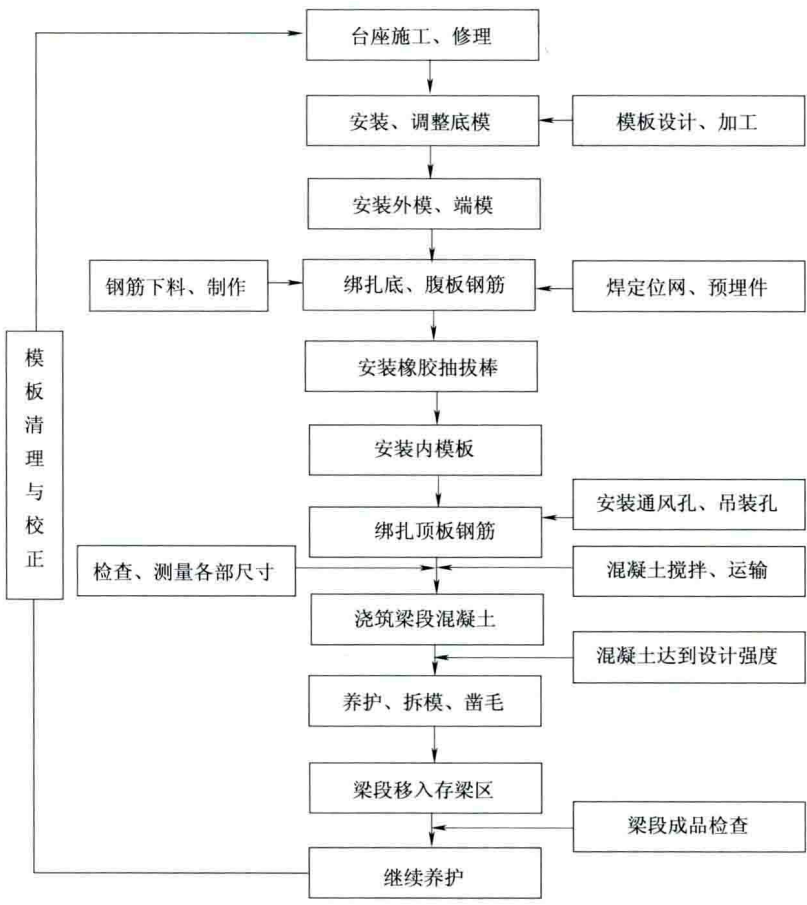 台座施工、修理
安装、调整底模
模板设计、加工
安装外模、端模
钢筋下料、制作
绑扎底、腹板钢筋
焊定位网、预埋件
模板清理与校正
安装橡胶抽拔棒
安装内模板
安装通风孔、吊装孔
绑扎顶板钢筋
检查、测量各部尺寸
混凝土搅拌、运输
浇筑梁段混凝土
混凝土达到设计强度
养护、拆模、凿毛
梁段移入存梁区
梁段成品检查
继续养护